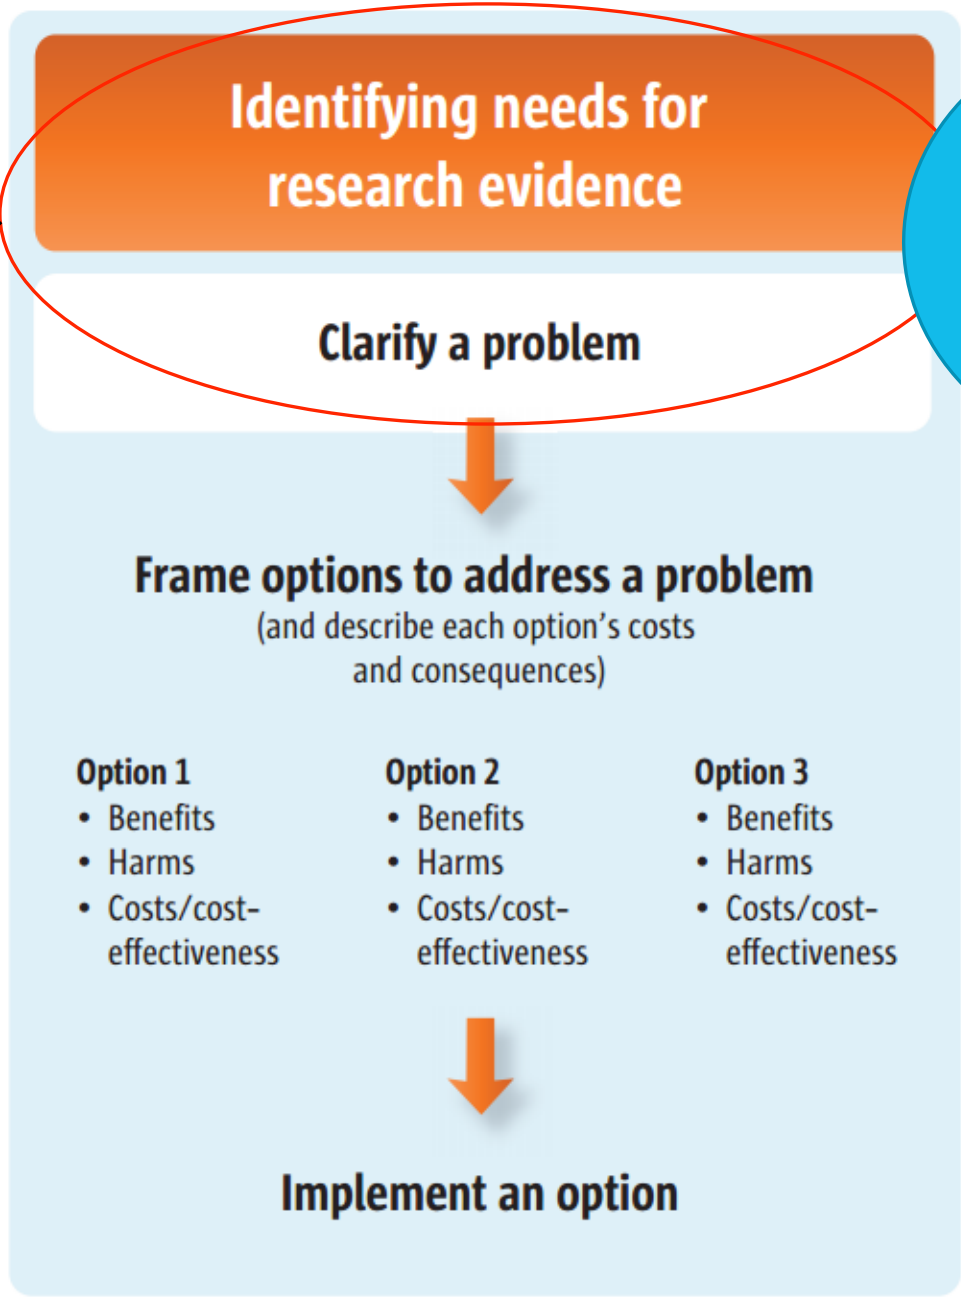 Identifying needs for
research evidence
Clarify a problem
Frame options to address a problem
(and describe each option’s costs
and consequences)
Option 1
• Benefits
• Harms
• Costs/cost-
effectiveness
Option 2
• Benefits
• Harms
• Costs/cost-
effectiveness
Option 3
• Benefits
• Harms
• Costs/cost-
effectiveness
Implement an option